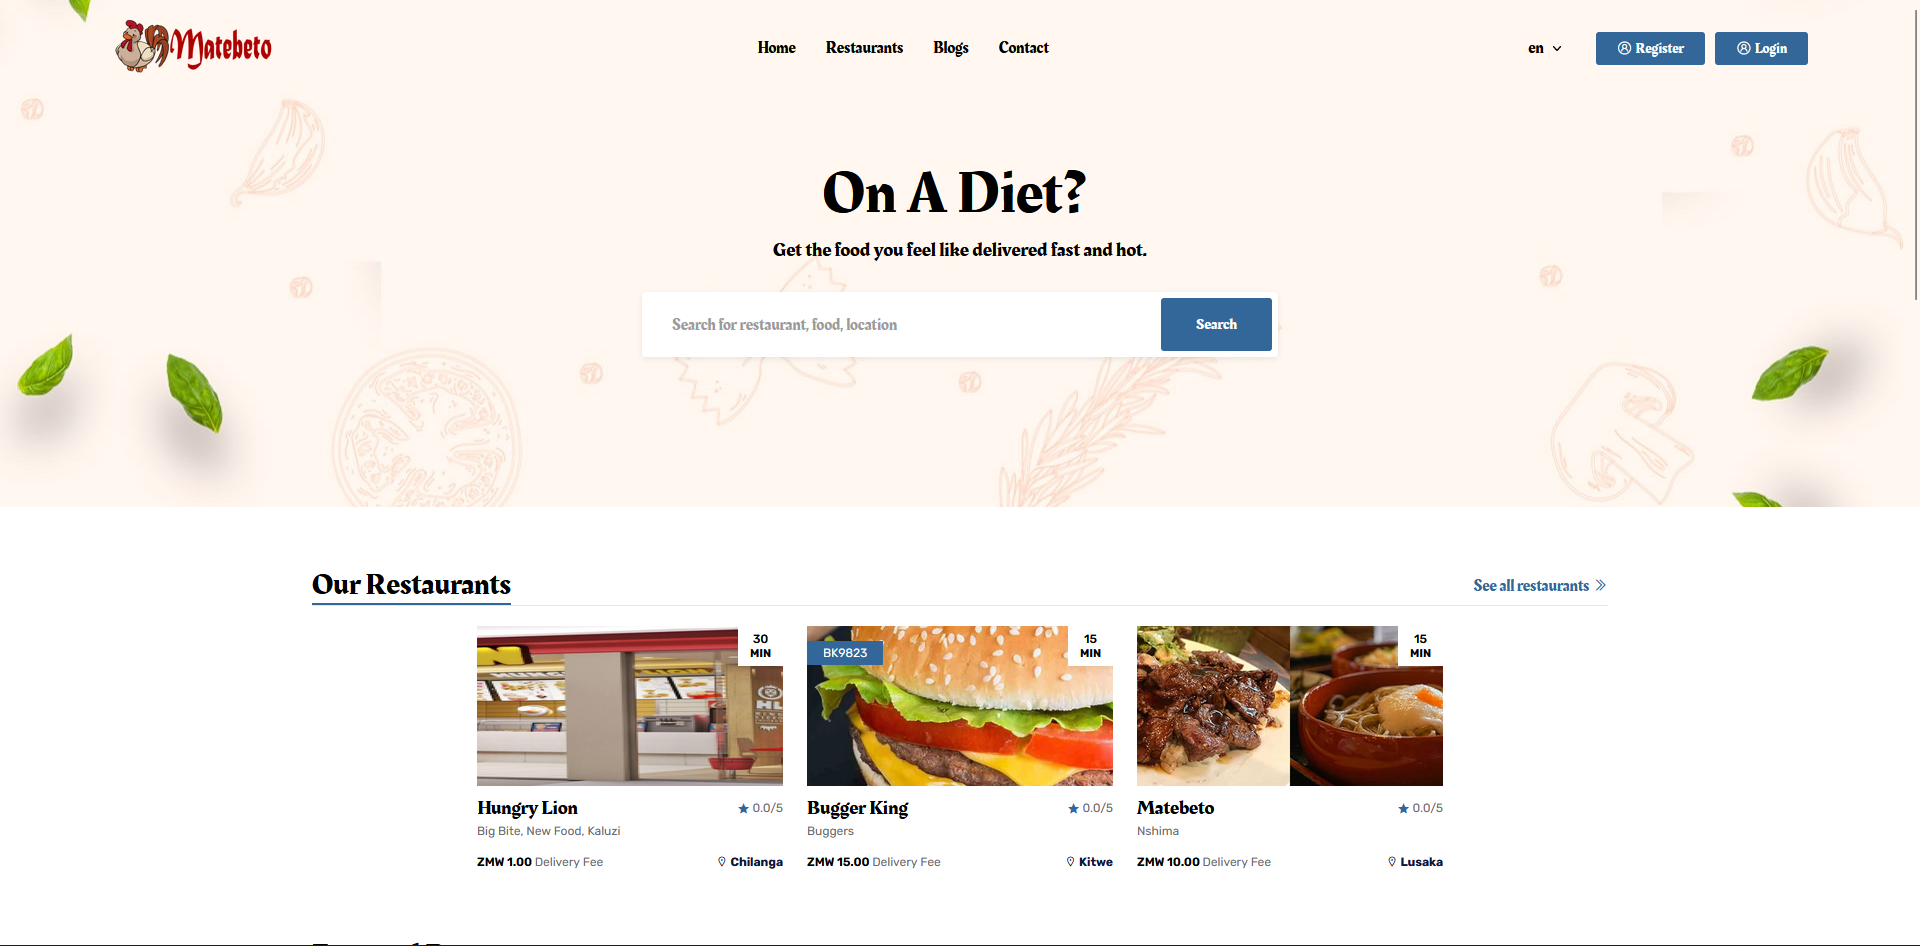 Matebeto
Home Restaurants Blogs Contact
en
Register
Login
On A Diet?
Get the food you feel like delivered fast and hot.
Search for restaurant, food, location
Search
Our Restaurants
See all restaurants
30
MIN
HL
BK9823
15
MIN
15
MIN
Hungry Lion
0.0/5
Big Bite, New Food, Kaluzi
ZMW 1.00 Delivery Fee
Chilanga
Bugger King
0.0/5
Buggers
ZMW 15.00 Delivery Fee
Kitwe
Matebeto
0.0/5
Nshima
ZMW 10.00 Delivery Fee
Lusaka